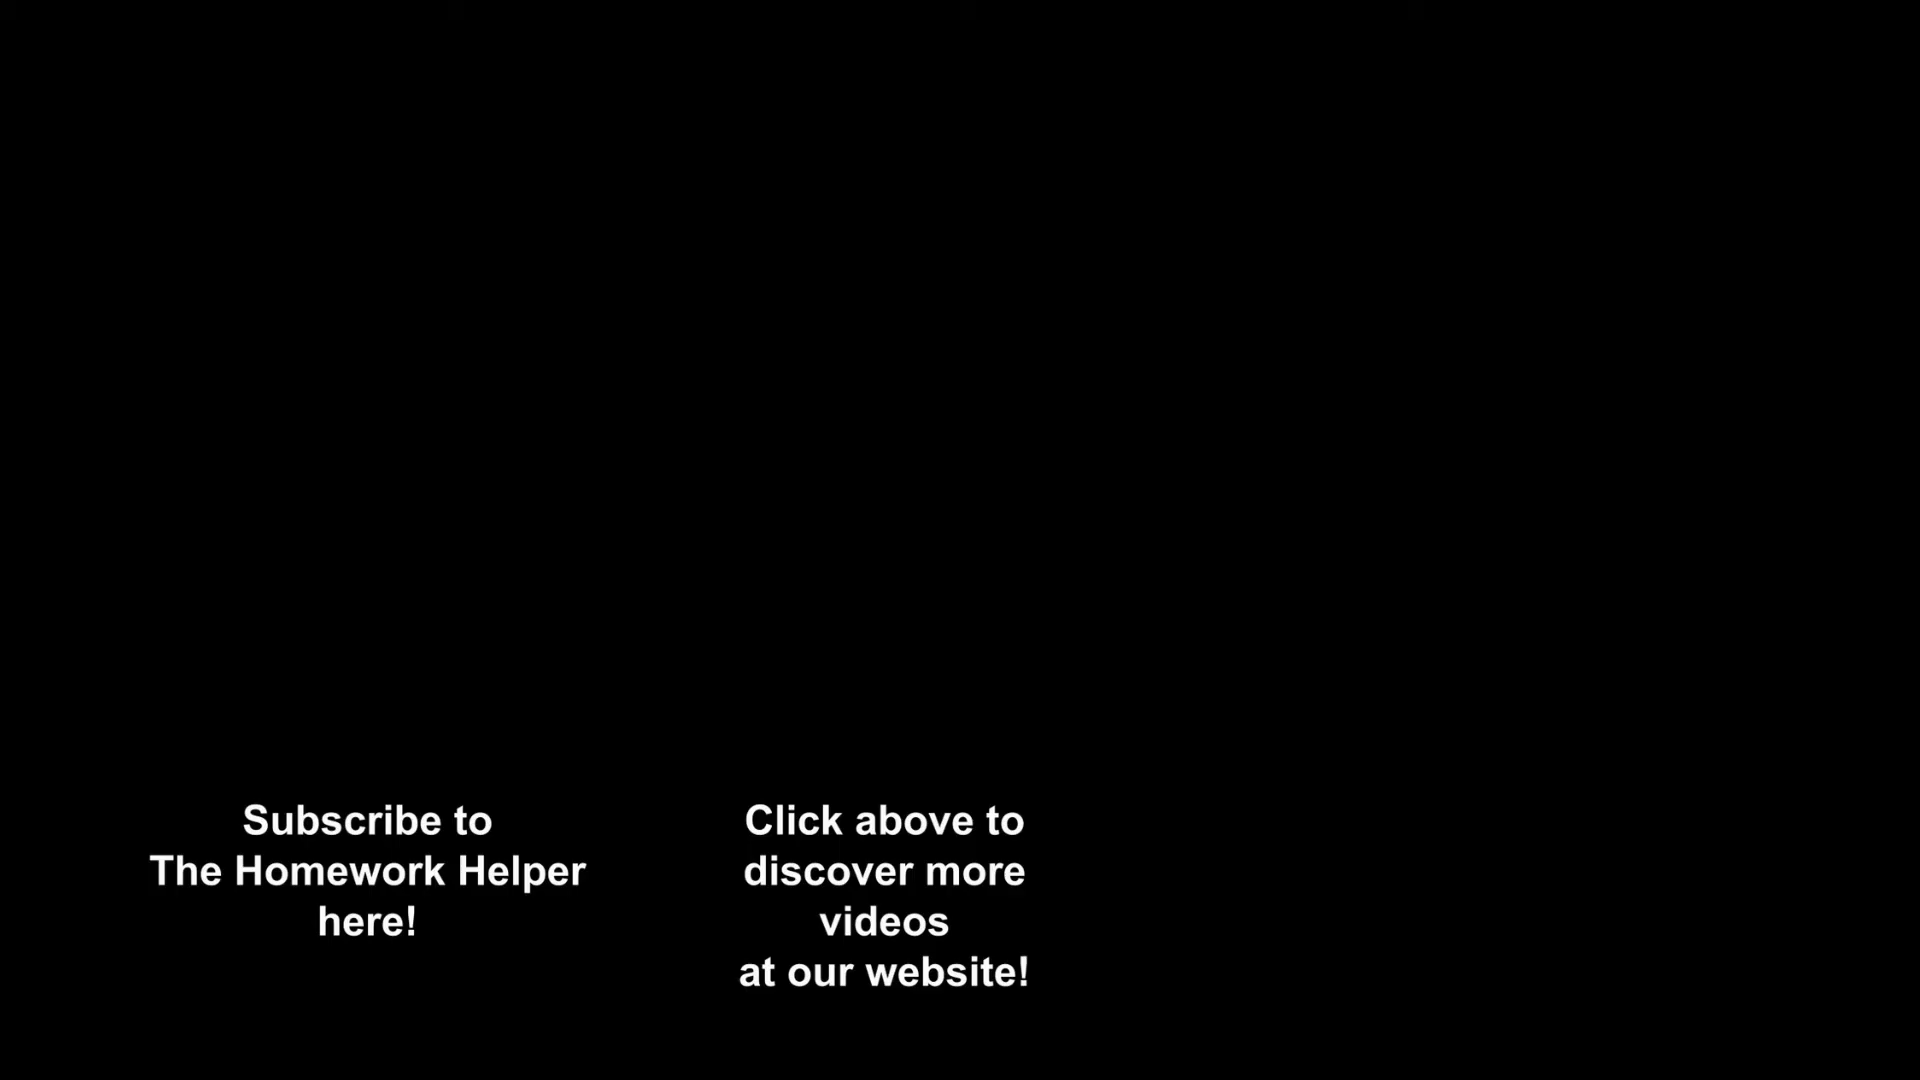 Subscribe to
The Homework Helper
here!
Click above to
discover more
videos
at our website!